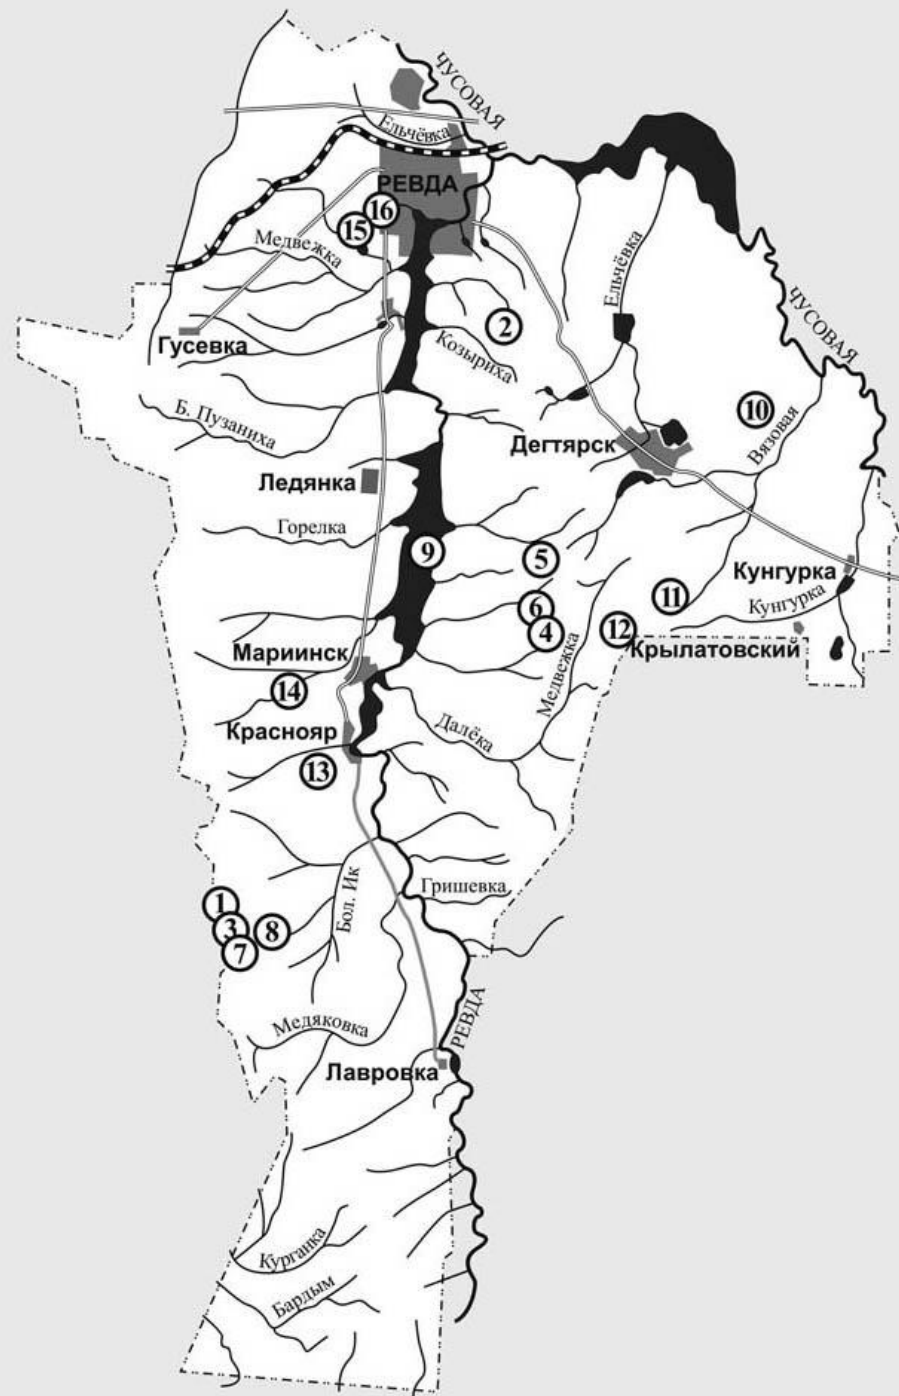 ЧУСОВАЯ
Ельчёвка
РЕВДА
16
15
Медвежка
Ельчёвка
ЧУСОВАЯ
2
Гусевка
Козыриха
10
Б. Пузаниха
Вязовая
Дегтярск
Ледянка
Горелка
9
5
Кунгурка
11
Кунгурка
6
4
12
Крылатовский
Мариинск
Медвежка
14
Далёка
Краснояр
13
Гришевка
Бол. Ик
1
3
8
7
Медяковка
РЕВДА
Лавровка
Курганка
Бардым